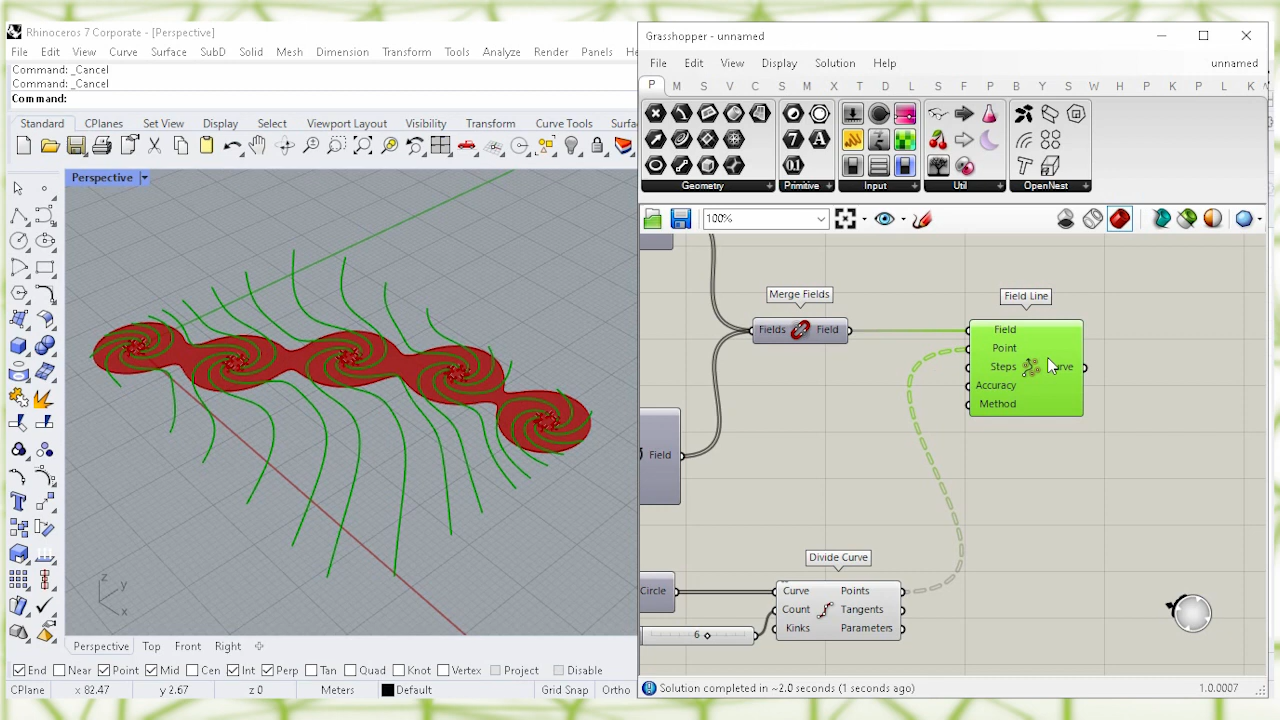 Rhinoceros 7 Corporate - [Perspective]
File Edit View Curve Surface SubD Solid Mesh Dimension Transform Tools Analyze Render Panels
Command: _Cancel
Command: _Cancel
Command:
Standard CPlanes Set View Display Select Viewport Layout Visibility Transform Curve Tools
Perspective
z
y
x
Perspective Top Front Right
End Near Point Mid Cen Int Perp Tan Quad Knot Vertex Project Disable
CPlane x 82.47 y 2.67 z 0 Meters Default Grid Snap Ortho
Grasshopper - unnamed
File Edit View Display Solution Help unnamed
P M S V C S M X T D L S F P B Y S W H P K P L K
7 A
0.1
Geometry Primitive Input Util OpenNest
100%
Merge Fields
Fields Field
Field Line
Field
Point
Steps
Accuracy
Method
Field
Divide Curve
Circle
Curve Points
Count Tangents
Kinks Parameters
6
Solution completed in ~2.0 seconds (1 seconds ago) 1.0.0007